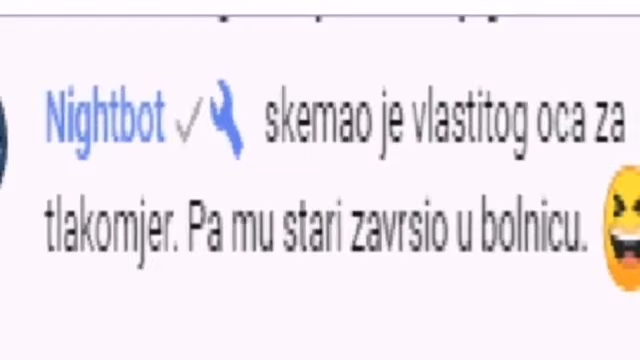 Nightbot skemao je vlastitog oca za
tlakomjer. Pa mu stari zavrsio u bolnicu.